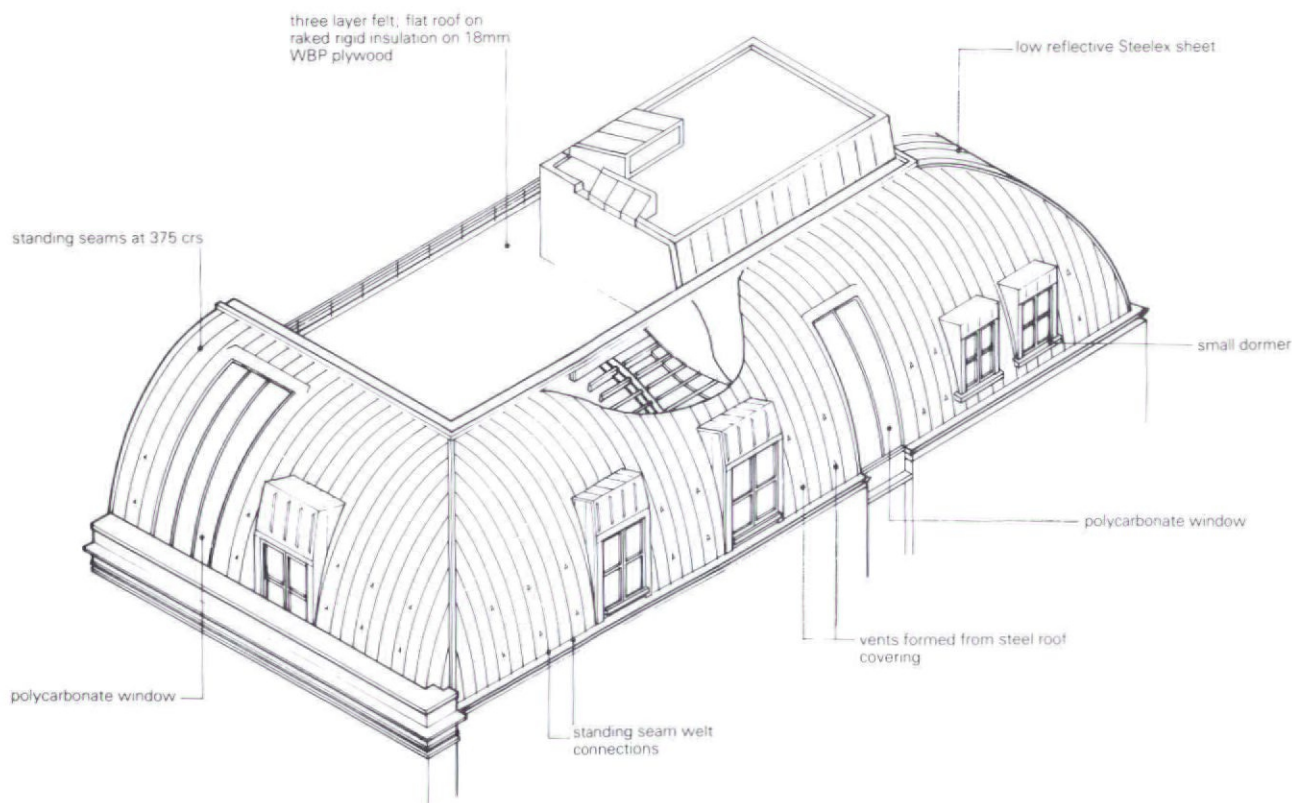 three layer felt; flat roof on
raked rigid insulation on 18mm
WBP plywood
low reflective Steelex sheet
standing seams at 375 crs
small dormer
polycarbonate window
vents formed from steel roof
covering
polycarbonate window
standing seam welt
connections